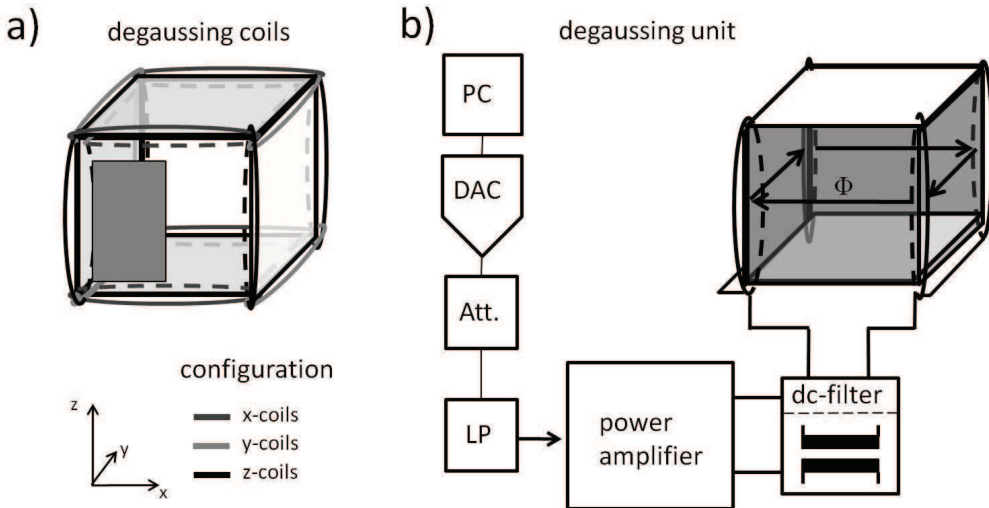 a)
degaussing coils
configuration
x-coils
y-coils
z-coils
z
y
x
b)
degaussing unit
PC
DAC
Att.
LP
power
amplifier
dc-filter
Φ